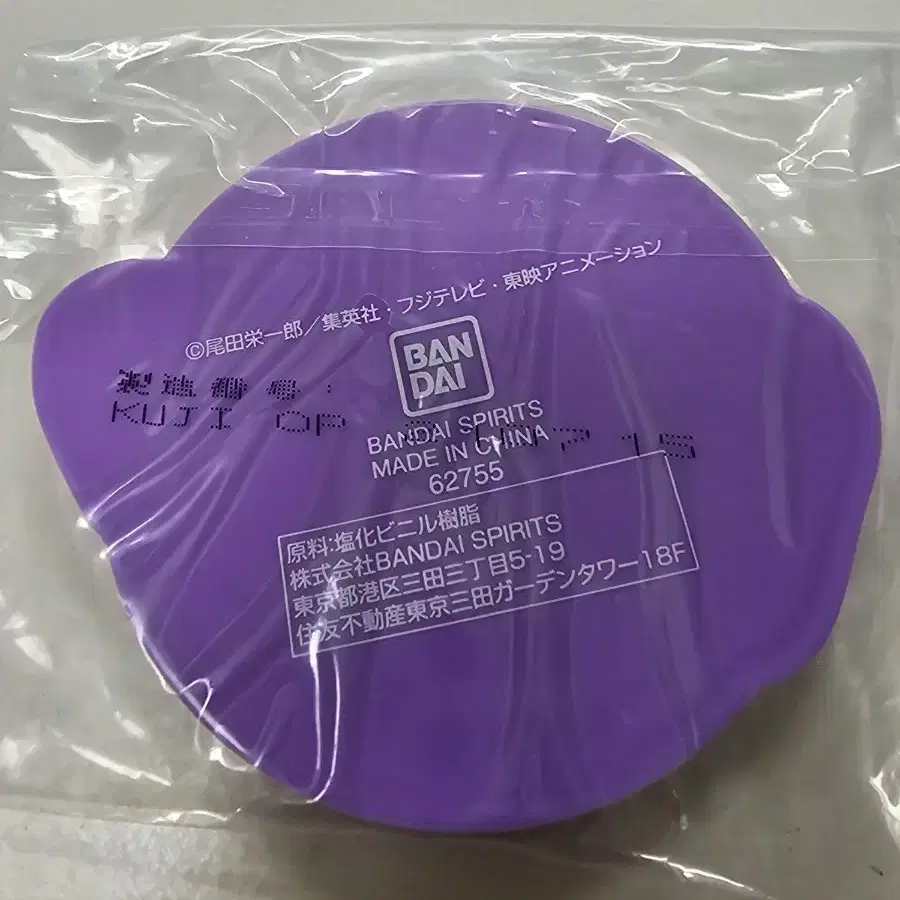 ©尾田栄一郎/集英社・フジテレビ・東映アニメーション
BAN
DAI
製造番号:
KUJI OP
15
BANDAI SPIRITS
MADE IN CHINA
62755
原料:塩化ビニル樹脂
株式会社BANDAI SPIRITS
東京都港区三田三丁目5-19
住友不動産東京三田ガーデンタワー18F